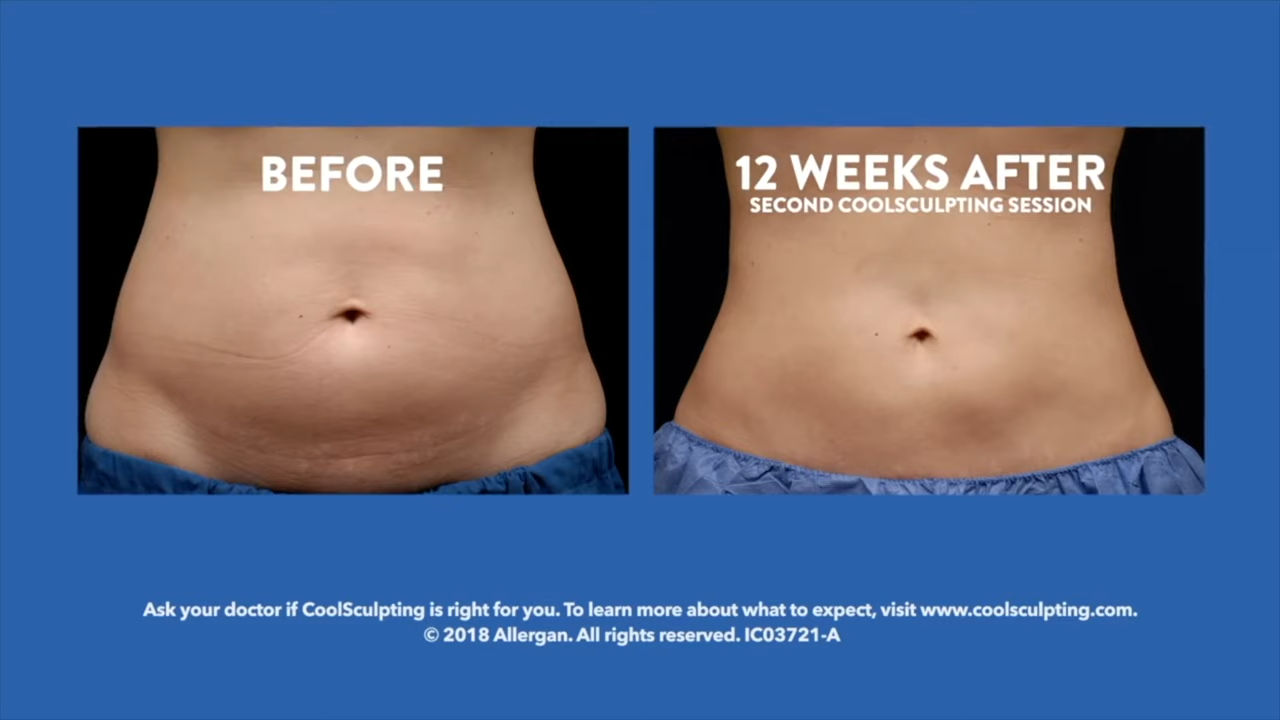 BEFORE
12 WEEKS AFTER
SECOND COOLSCULPTING SESSION
Ask your doctor if CoolSculpting is right for you. To learn more about what to expect, visit www.coolsculpting.com.
© 2018 Allergan. All rights reserved. IC03721-A